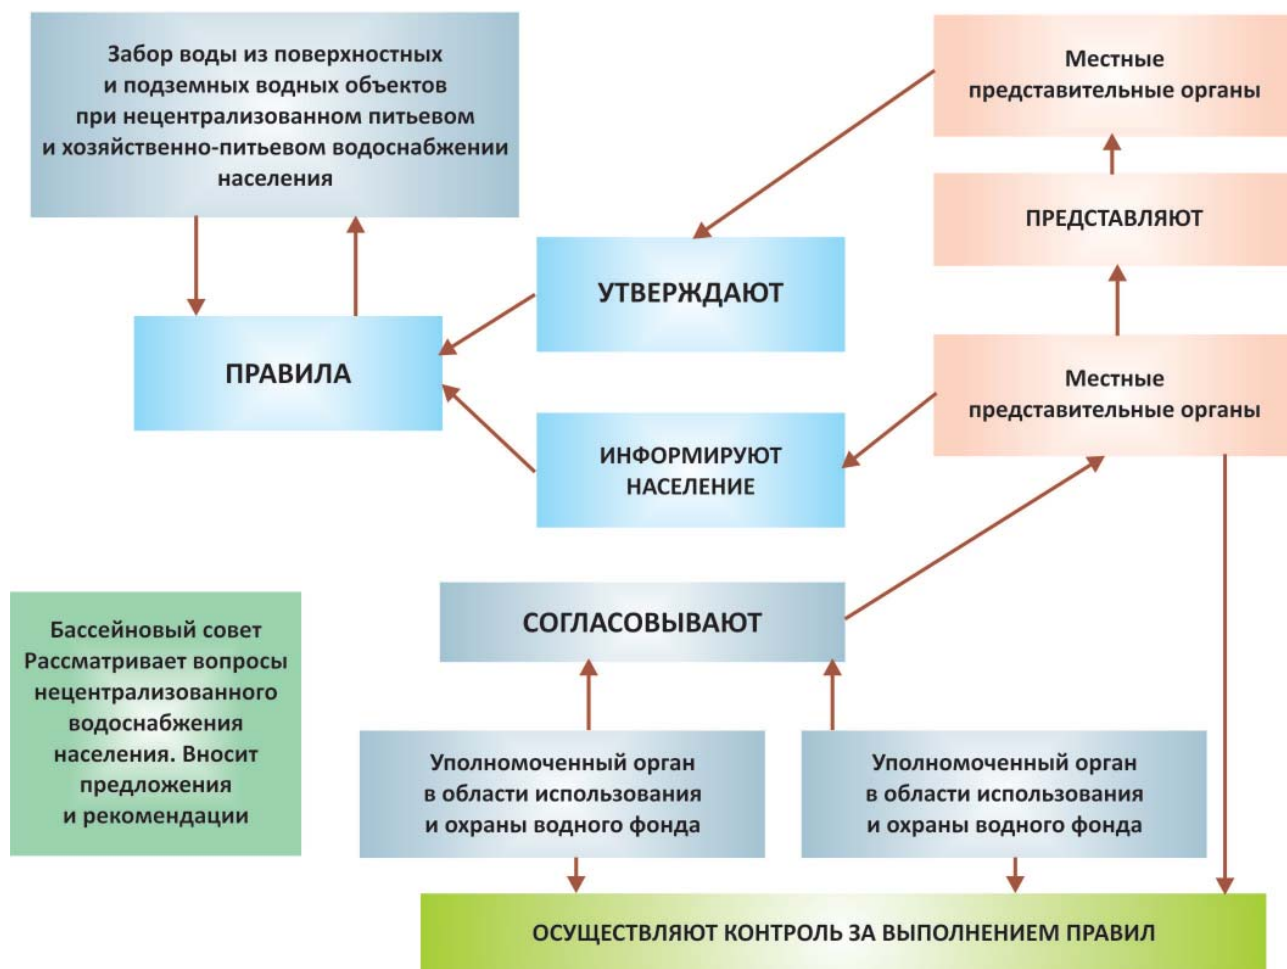 Забор воды из поверхностных
и подземных водных объектов
при нецентрализованном питьевом
и хозяйственно-питьевом водоснабжении
населения
Местные
представительные органы
ПРЕДСТАВЛЯЮТ
УТВЕРЖДАЮТ
ПРАВИЛА
Местные
представительные органы
ИНФОРМИРУЮТ
НАСЕЛЕНИЕ
СОГЛАСОВЫВАЮТ
Бассейновый совет
Рассматривает вопросы
нецентрализованного
водоснабжения
населения. Вносит
предложения
и рекомендации
Уполномоченный орган
в области использования
и охраны водного фонда
Уполномоченный орган
в области использования
и охраны водного фонда
ОСУЩЕСТВЛЯЮТ КОНТРОЛЬ ЗА ВЫПОЛНЕНИЕМ ПРАВИЛ